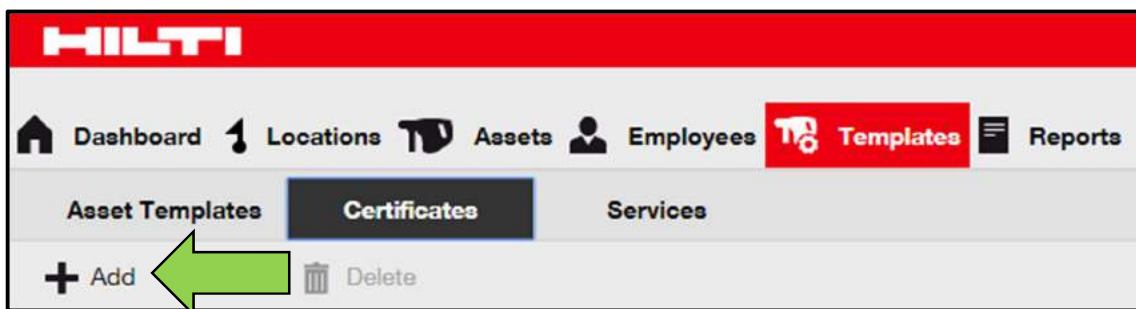 HILTI
Dashboard Locations Assets Employees Templates Reports
Asset Templates Certificates Services
Add Delete